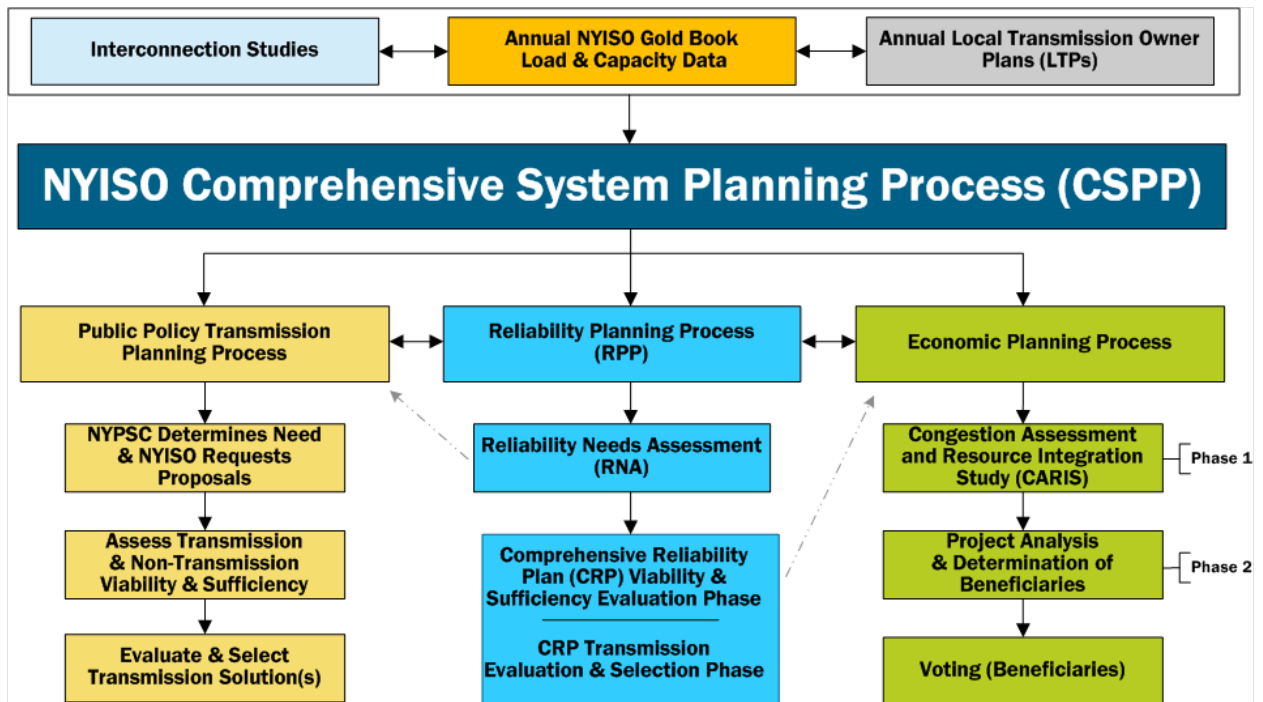 Interconnection Studies
Annual NYISO Gold Book
Load & Capacity Data
Annual Local Transmission Owner
Plans (LTPs)
NYISO Comprehensive System Planning Process (CSPP)
Public Policy Transmission
Planning Process
Reliability Planning Process
(RPP)
Economic Planning Process
NYPSC Determines Need
& NYISO Requests
Proposals
Reliability Needs Assessment
(RNA)
Congestion Assessment
and Resource Integration
Study (CARIS)
Phase 1
Assess Transmission
& Non-Transmission
Viability & Sufficiency
Comprehensive Reliability
Plan (CRP) Viability &
Sufficiency Evaluation Phase
Project Analysis
& Determination of
Beneficiaries
Phase 2
Evaluate & Select
Transmission Solution(s)
CRP Transmission
Evaluation & Selection Phase
Voting (Beneficiaries)